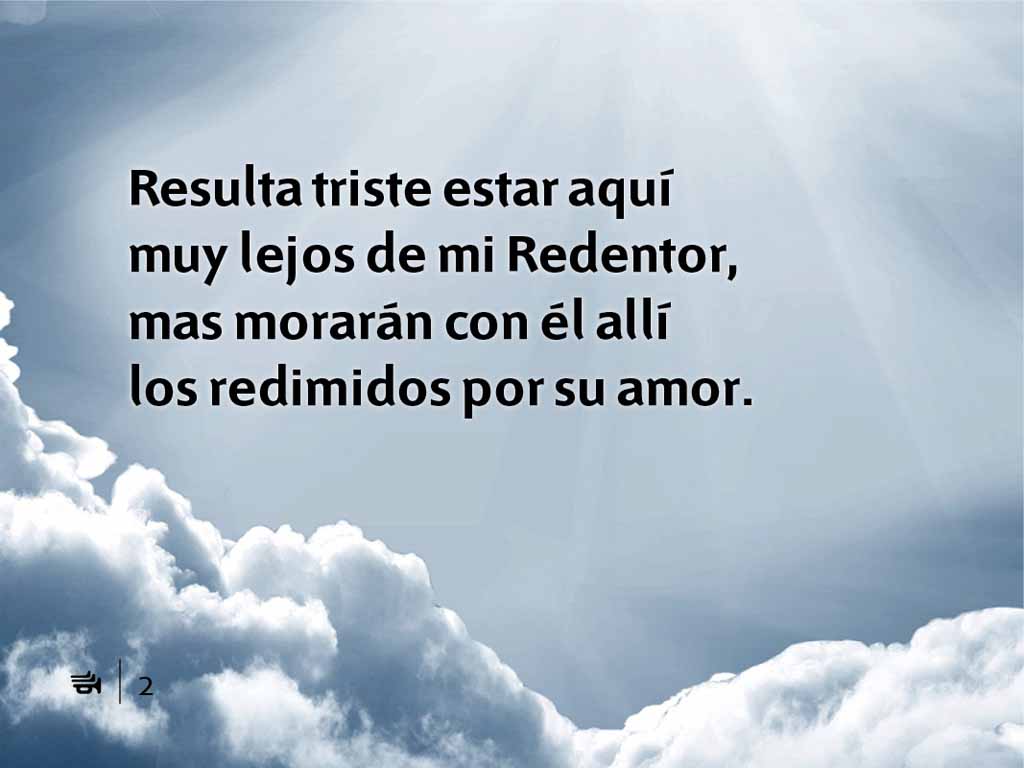 Resulta triste estar aquí
muy lejos de mi Redentor,
mas morarán con él allí
los redimidos por su amor.
2